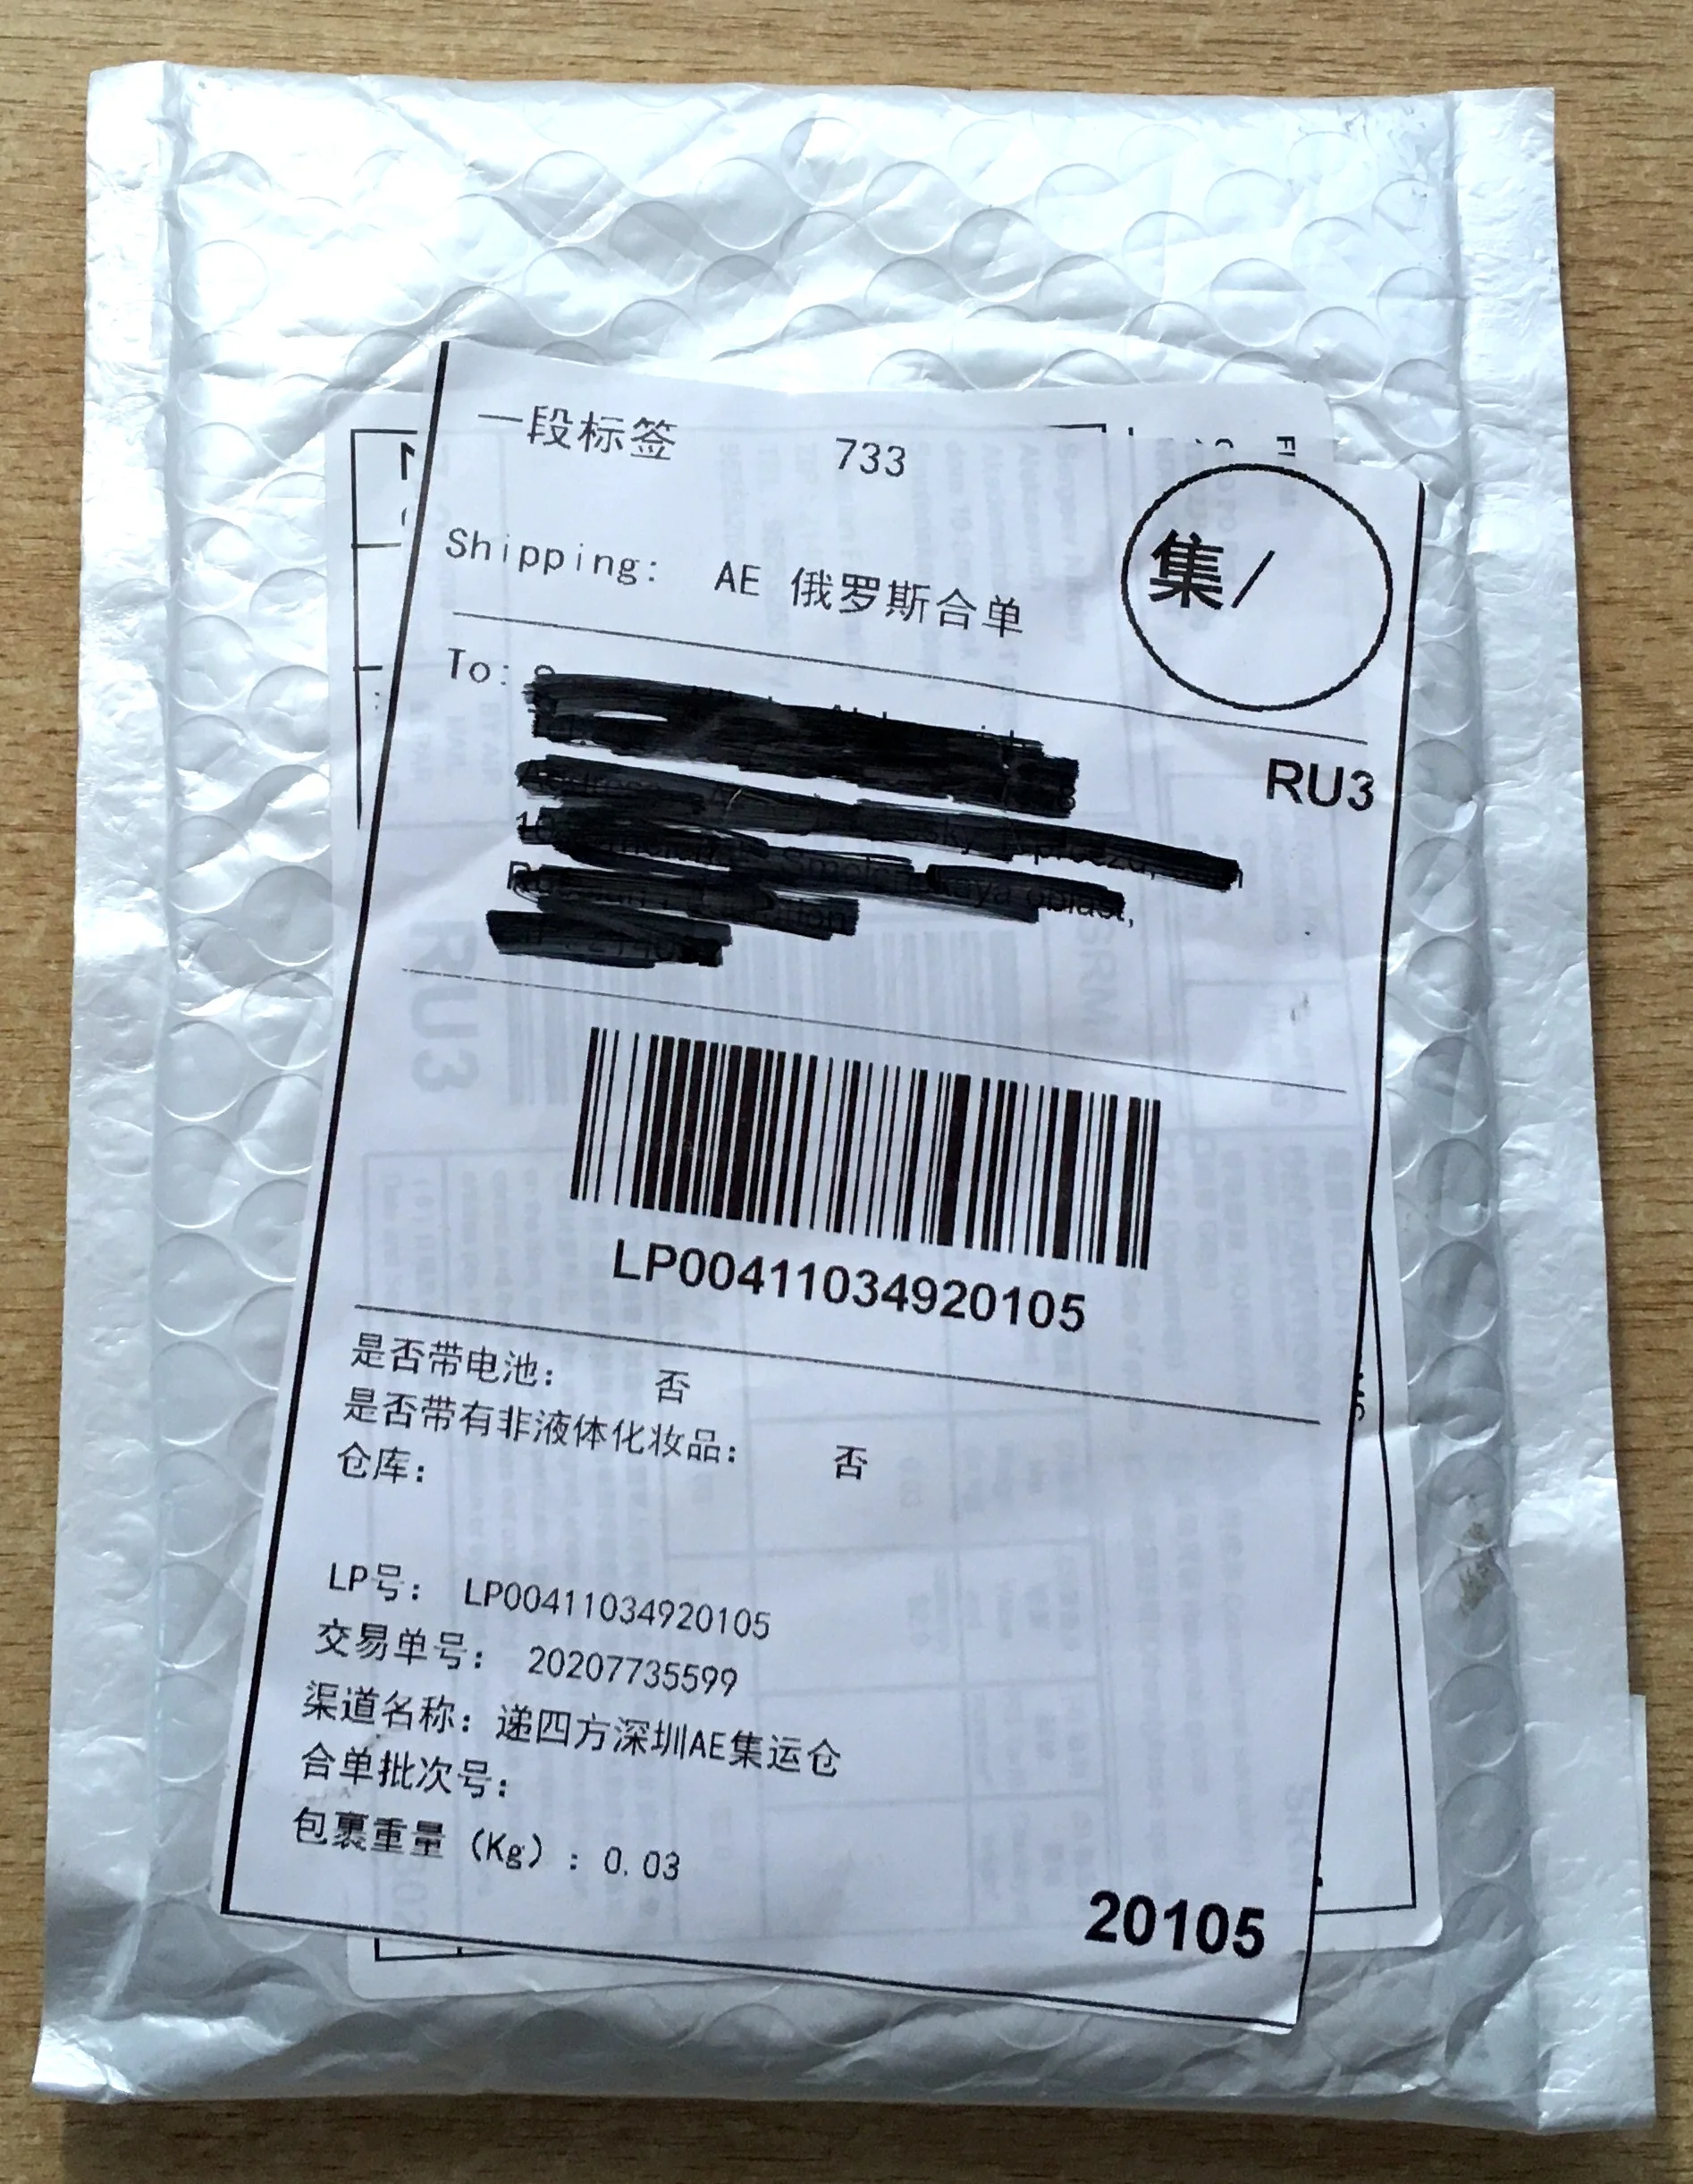 一段标签 733
Shipping: AE 俄罗斯合单
集/
To:
RU3
LP00411034920105
是否带电池: 否
是否带有非液体化妆品: 否
仓库:
LP号: LP00411034920105
交易单号: 20207735599
渠道名称: 递四方深圳AE集运仓
合单批次号:
包裹重量 (Kg) : 0.03
20105